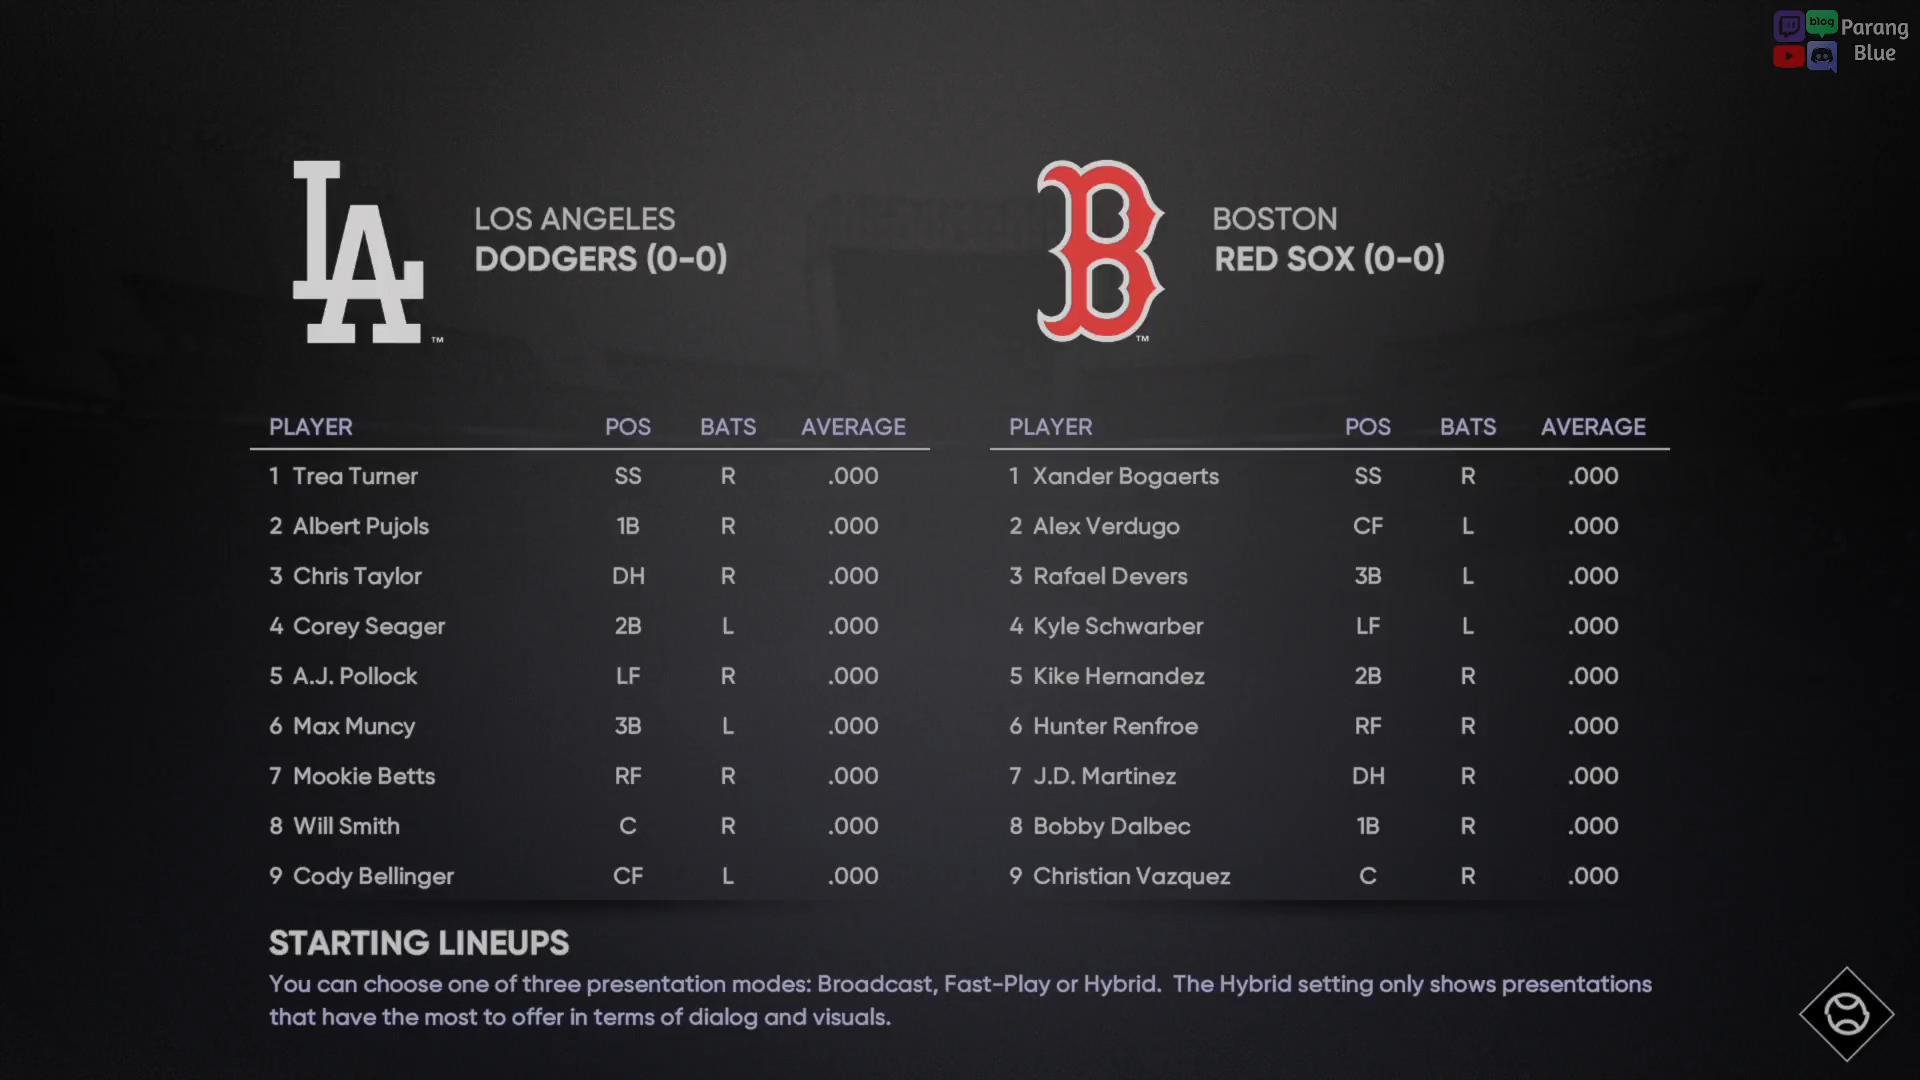 blog
Parang
Blue
LA
™
LOS ANGELES
DODGERS (0-0)
B
™
BOSTON
RED SOX (0-0)
PLAYER POS BATS AVERAGE
1 Trea Turner SS R .000
2 Albert Pujols 1B R .000
3 Chris Taylor DH R .000
4 Corey Seager 2B L .000
5 A.J. Pollock LF R .000
6 Max Muncy 3B L .000
7 Mookie Betts RF R .000
8 Will Smith C R .000
9 Cody Bellinger CF L .000
PLAYER POS BATS AVERAGE
1 Xander Bogaerts SS R .000
2 Alex Verdugo CF L .000
3 Rafael Devers 3B L .000
4 Kyle Schwarber LF L .000
5 Kike Hernandez 2B R .000
6 Hunter Renfroe RF R .000
7 J.D. Martinez DH R .000
8 Bobby Dalbec 1B R .000
9 Christian Vazquez C R .000
STARTING LINEUPS
You can choose one of three presentation modes: Broadcast, Fast-Play or Hybrid. The Hybrid setting only shows presentations
that have the most to offer in terms of dialog and visuals.